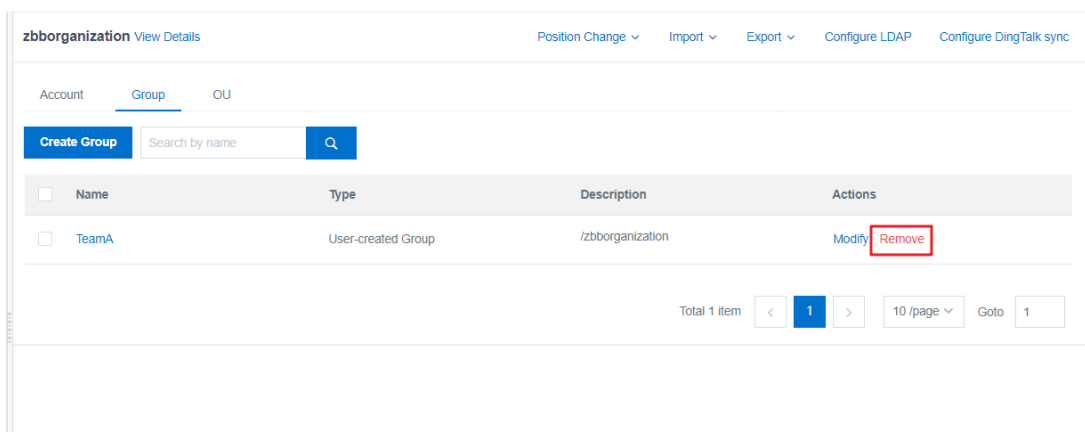 zbborganization View Details Position Change Import Export Configure LDAP Configure DingTalk sync
Account Group OU
Create Group Search by name
Name Type Description Actions
TeamA User-created Group /zbborganization Modify Remove
Total 1 item < 1 > 10 /page Goto 1